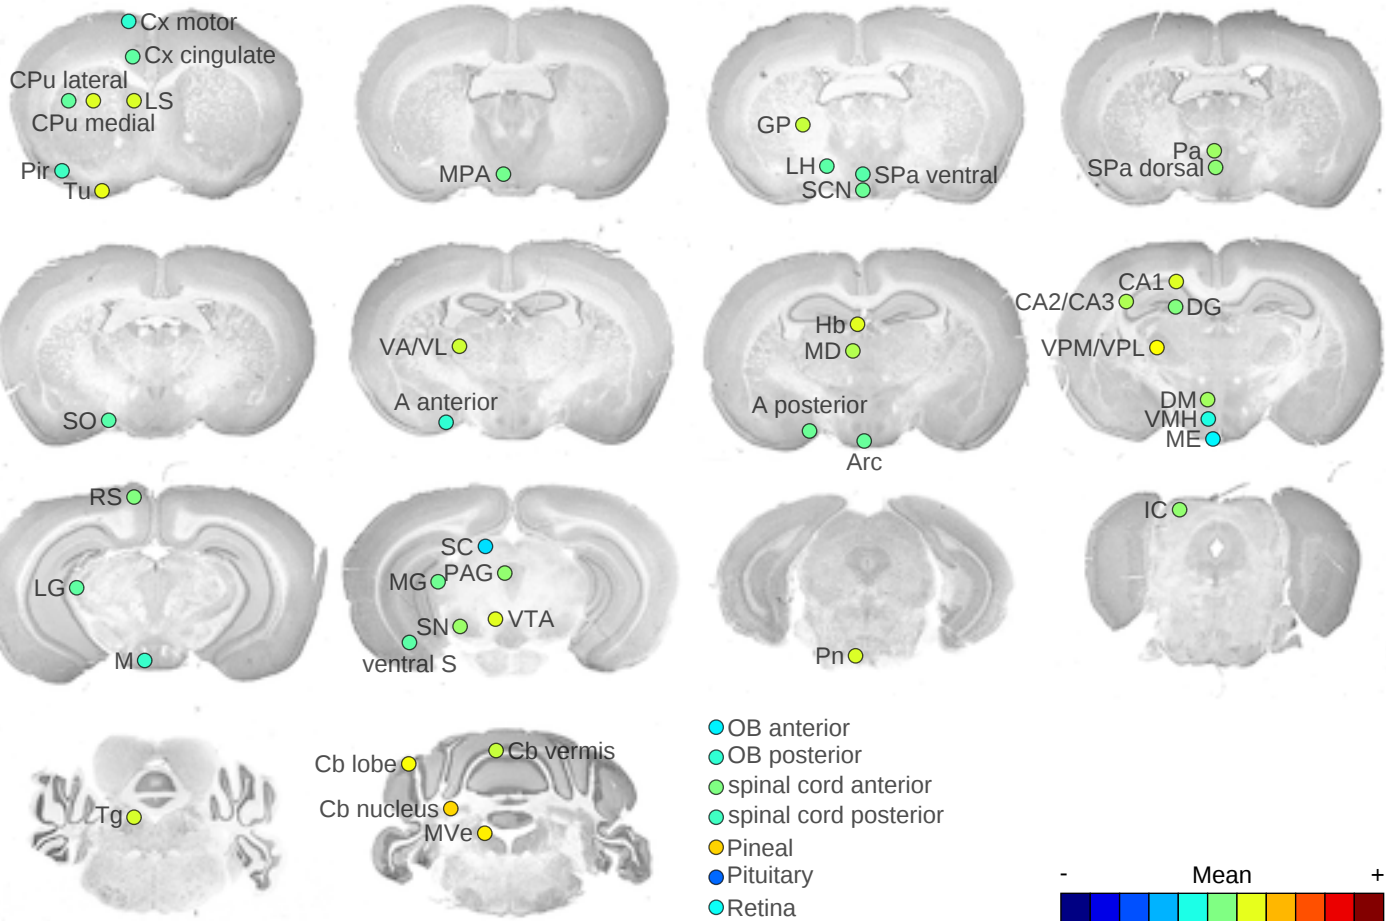 Cx motor
Cx cingulate
CPu lateral
LS
CPu medial
Pir
Tu
MPA
GP
LH
SPa ventral
SCN
Pa
SPa dorsal
SO
VA/VL
A anterior
Hb
MD
A posterior
Arc
CA1
CA2/CA3
DG
VPM/VPL
DM
VMH
ME
RS
LG
M
SC
PAG
MG
VTA
SN
ventral S
Pn
IC
Tg
Cb lobe
Cb vermis
Cb nucleus
MVe
OB anterior
OB posterior
spinal cord anterior
spinal cord posterior
Pineal
Pituitary
Retina
- Mean +